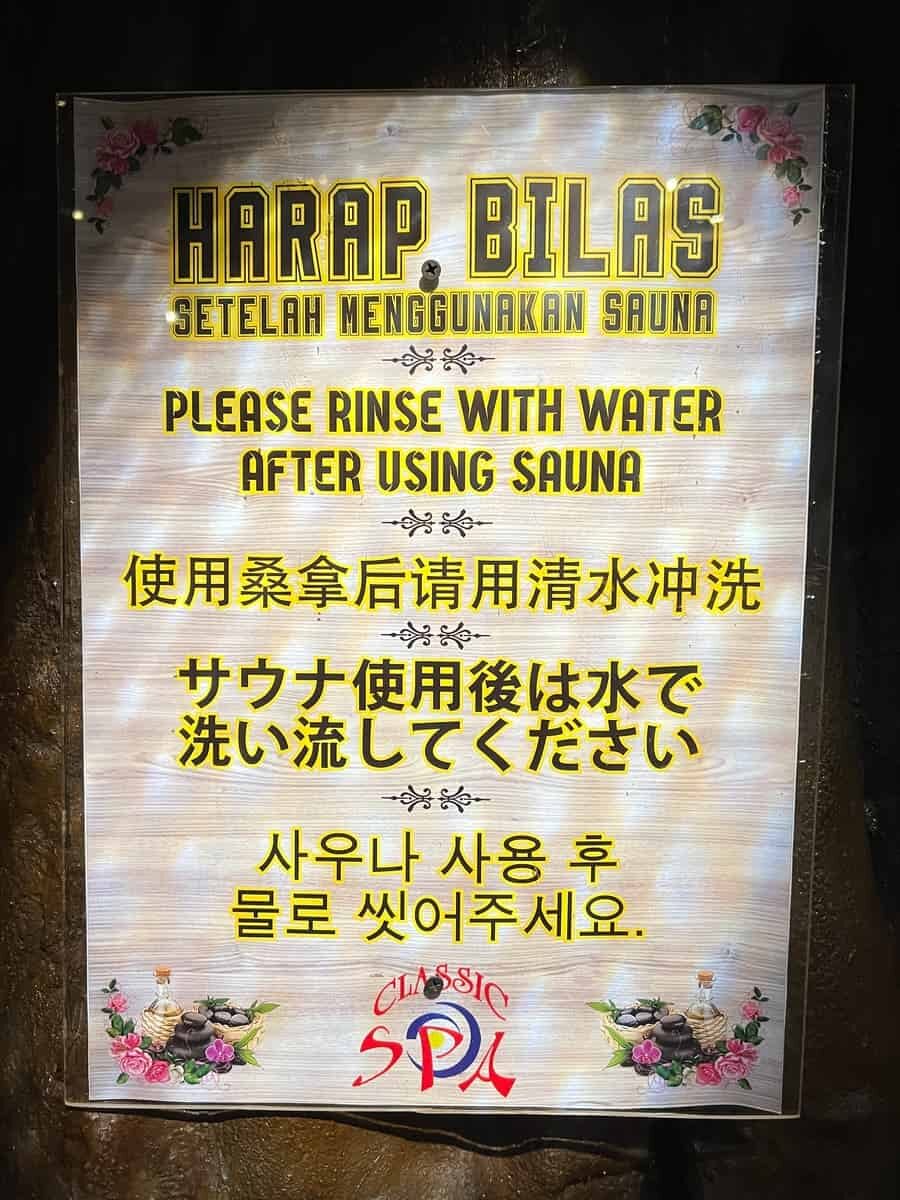 HARAP BILAS
SETELAH MENGGUNAKAN SAUNA
PLEASE RINSE WITH WATER
AFTER USING SAUNA
使用桑拿后请用清水冲洗
サウナ使用後は水で
洗い流してください
사우나 사용 후
물로 씻어주세요.
CLASSIC
SPA